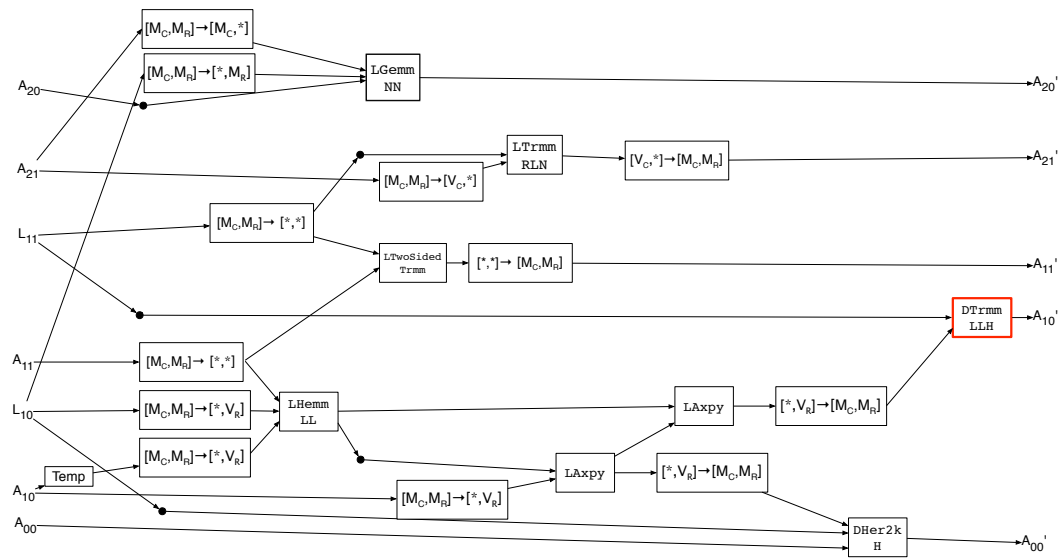 [M_C,M_R]→[M_C,*]
[M_C,M_R]→[*,M_R]
LGemm
NN
A_20
A_20'
A_21
[M_C,M_R]→[V_C,*]
LTrmm
RLN
[V_C,*]→[M_C,M_R]
A_21'
L_11
[M_C,M_R]→ [*,*]
LTwoSided
Trmm
[*,*]→ [M_C,M_R]
A_11'
DTrmm
LLH
A_10'
A_11
[M_C,M_R]→ [*,*]
L_10
[M_C,M_R]→[*,V_R]
LHemm
LL
LAxpy
[*,V_R]→[M_C,M_R]
[M_C,M_R]→[*,V_R]
Temp
A_10
[M_C,M_R]→[*,V_R]
LAxpy
[*,V_R]→[M_C,M_R]
A_00
DHer2k
H
A_00'